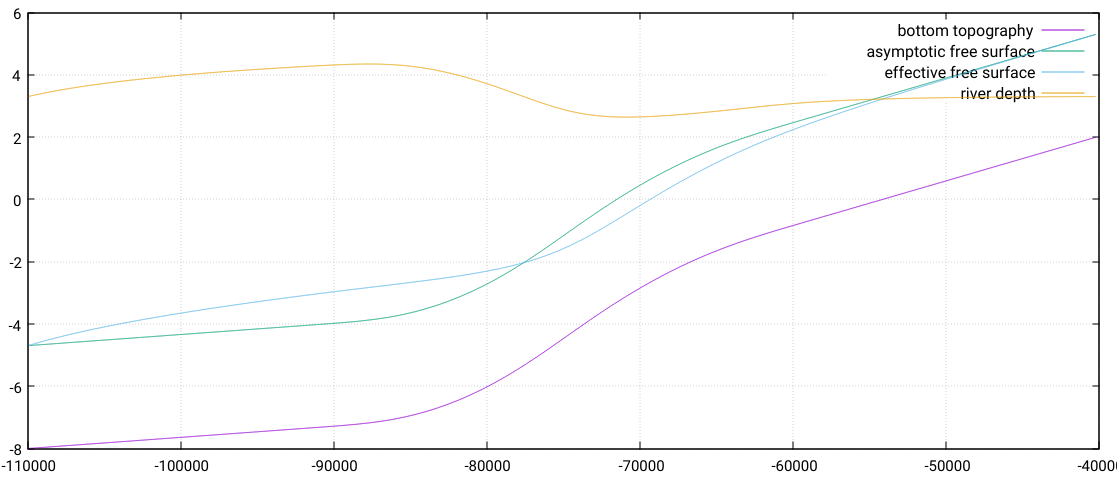 6
4
2
0
-2
-4
-6
-8
bottom topography
asymptotic free surface
effective free surface
river depth
-110000 -100000 -90000 -80000 -70000 -60000 -50000 -4000